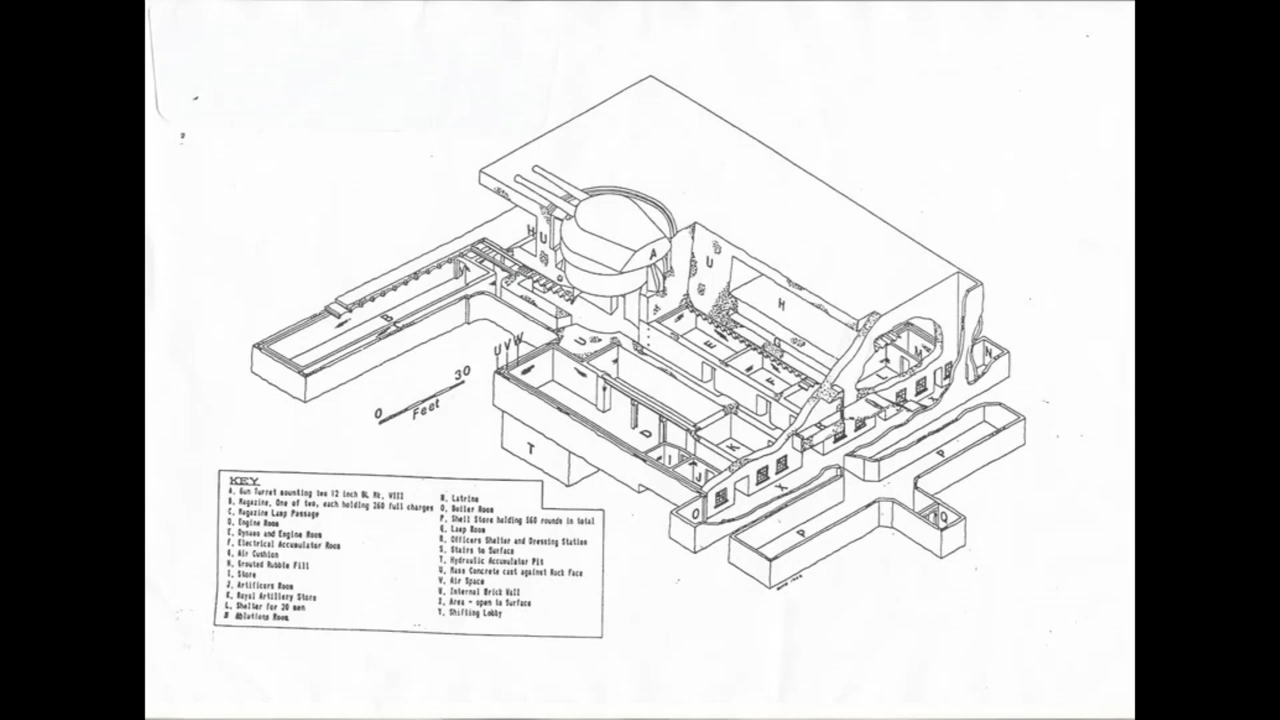 H
U
A
U
H
B
U
U V W
E
G
F
M
N
0
30
Feet
D
K
I
J
T
X
O
P
P
Q
KEY
A, Gun Turret mounting two 12 inch BL Mk, VIII
B, Magazine, One of two, each holding 260 full charges
C, Magazine Lamp Passage
D, Engine Room
E, Dynamo and Engine Room
F, Electrical Accumulator Room
G, Air Cushion
H, Grouted Rubble Fill
I, Store
J, Artificers Room
K, Royal Artillery Store
L, Shelter for 30 men
M Ablutions Room
N, Latrine
O, Boiler Room
P, Shell Store holding 560 rounds in total
Q, Lamp Room
R, Officers Shelter and Dressing Station
S, Stairs to Surface
T, Hydraulic Accumulator Pit
U, Mass Concrete cast against Rock Face
V, Air Space
W, Internal Brick Wall
X, Area - open to Surface
Y, Shifting Lobby